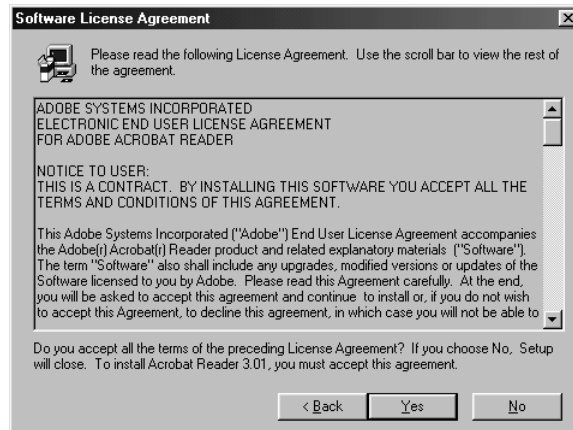 Software License Agreement
Please read the following License Agreement. Use the scroll bar to view the rest of
the agreement.
ADOBE SYSTEMS INCORPORATED
ELECTRONIC END USER LICENSE AGREEMENT
FOR ADOBE ACROBAT READER
NOTICE TO USER:
THIS IS A CONTRACT. BY INSTALLING THIS SOFTWARE YOU ACCEPT ALL THE
TERMS AND CONDITIONS OF THIS AGREEMENT.
This Adobe Systems Incorporated ("Adobe") End User License Agreement accompanies
the Adobe(r) Acrobat(r) Reader product and related explanatory materials ("Software").
The term "Software" also shall include any upgrades, modified versions or updates of the
Software licensed to you by Adobe. Please read this Agreement carefully. At the end,
you will be asked to accept this agreement and continue to install or, if you do not wish
to accept this Agreement, to decline this agreement, in which case you will not be able to
Do you accept all the terms of the preceding License Agreement? If you choose No, Setup
will close. To install Acrobat Reader 3.01, you must accept this agreement.
< Back Yes No